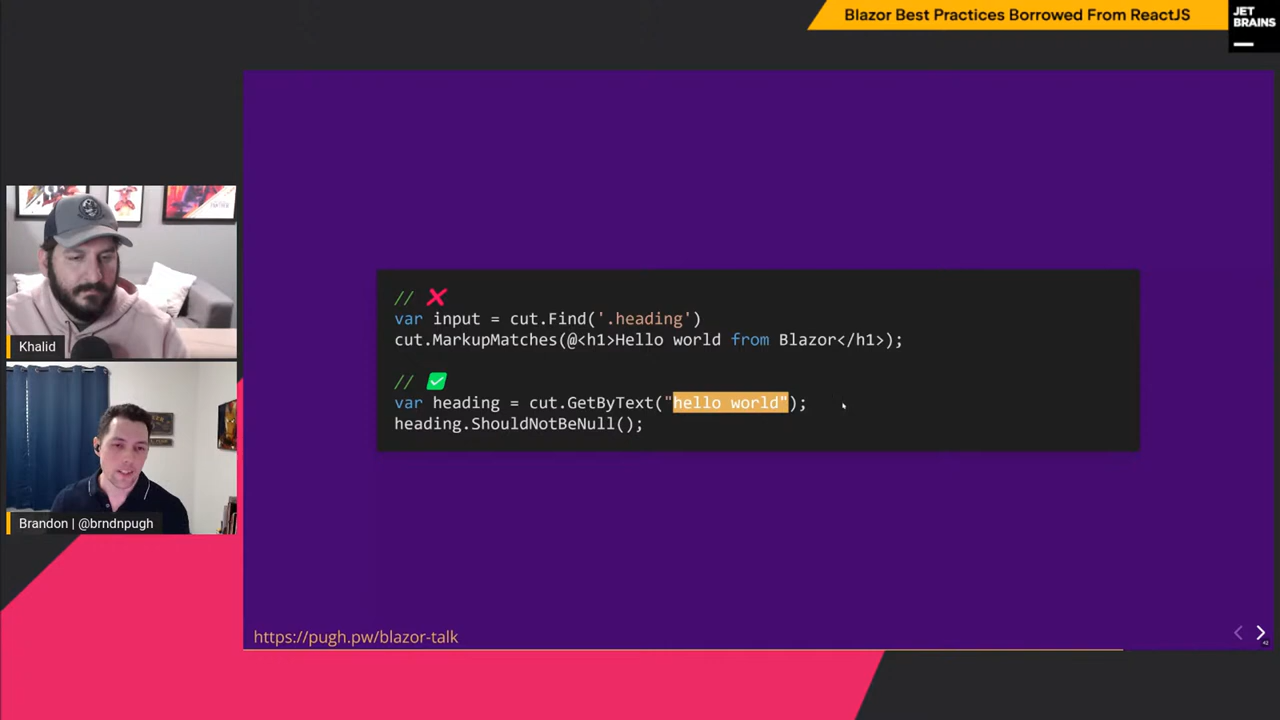 Blazor Best Practices Borrowed From ReactJS
JET
BRAINS
// ❌
var input = cut.Find('.heading')
cut.MarkupMatches(@<h1>Hello world from Blazor</h1>);
// ✅
var heading = cut.GetByText("hello world");
heading.ShouldNotBeNull();
Khalid
Brandon | @brndnpugh
https://pugh.pw/blazor-talk
42